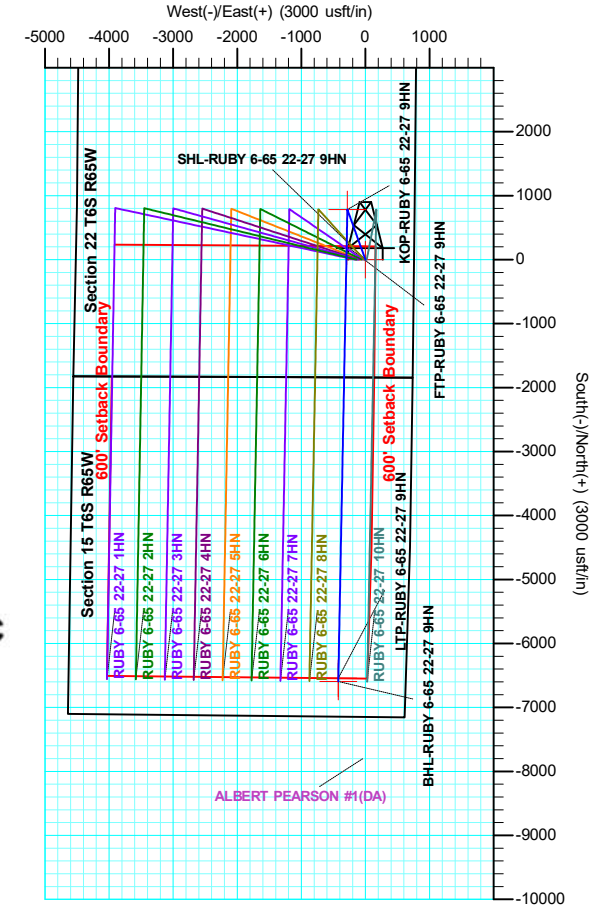 West(-)/East(+) (3000 usft/in)
-5000 -4000 -3000 -2000 -1000 0 1000
2000
1000
0
-1000
-2000
-3000
-4000
-5000
-6000
-7000
-8000
-9000
-10000
South(-)/North(+) (3000 usft/in)
SHL-RUBY 6-65 22-27 9HN
KOP-RUBY 6-65 22-27 9HN
FTP-RUBY 6-65 22-27 9HN
Section 22 T6S R65W
600' Setback Boundary
600' Setback Boundary
Section 15 T6S R65W
RUBY 6-65 22-27 1HN
RUBY 6-65 22-27 2HN
RUBY 6-65 22-27 3HN
RUBY 6-65 22-27 4HN
RUBY 6-65 22-27 5HN
RUBY 6-65 22-27 6HN
RUBY 6-65 22-27 7HN
RUBY 6-65 22-27 8HN
RUBY 6-65 22-27 10HN
LTP-RUBY 6-65 22-27 9HN
BHL-RUBY 6-65 22-27 9HN
ALBERT PEARSON #1(DA)